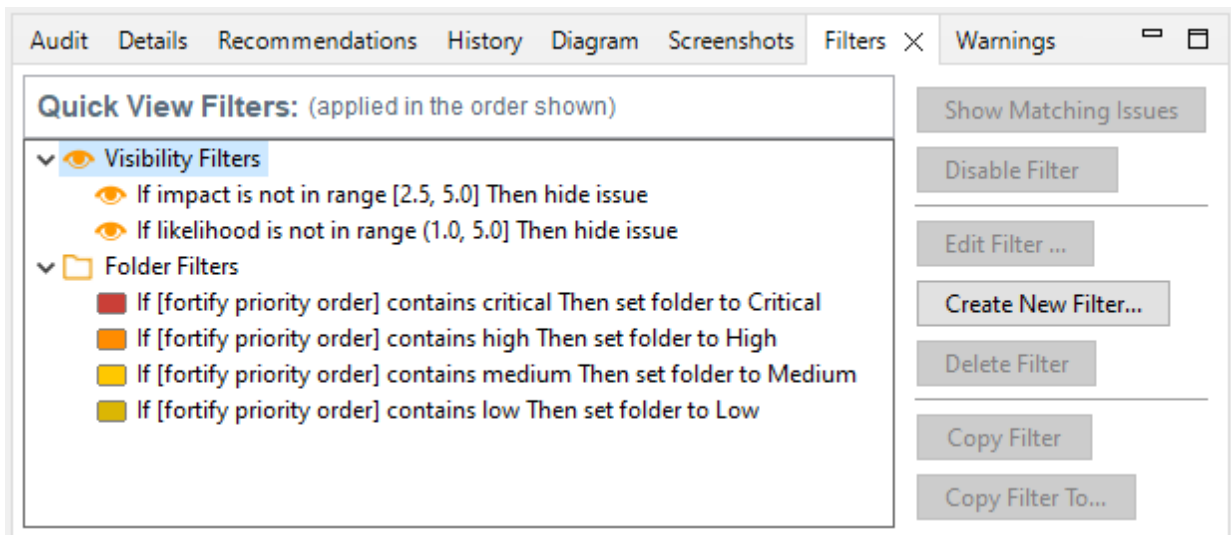 Audit Details Recommendations History Diagram Screenshots Filters Warnings
Quick View Filters: (applied in the order shown)
Visibility Filters
If impact is not in range [2.5, 5.0] Then hide issue
If likelihood is not in range (1.0, 5.0] Then hide issue
Folder Filters
If [fortify priority order] contains critical Then set folder to Critical
If [fortify priority order] contains high Then set folder to High
If [fortify priority order] contains medium Then set folder to Medium
If [fortify priority order] contains low Then set folder to Low
Show Matching Issues
Disable Filter
Edit Filter ...
Create New Filter...
Delete Filter
Copy Filter
Copy Filter To...